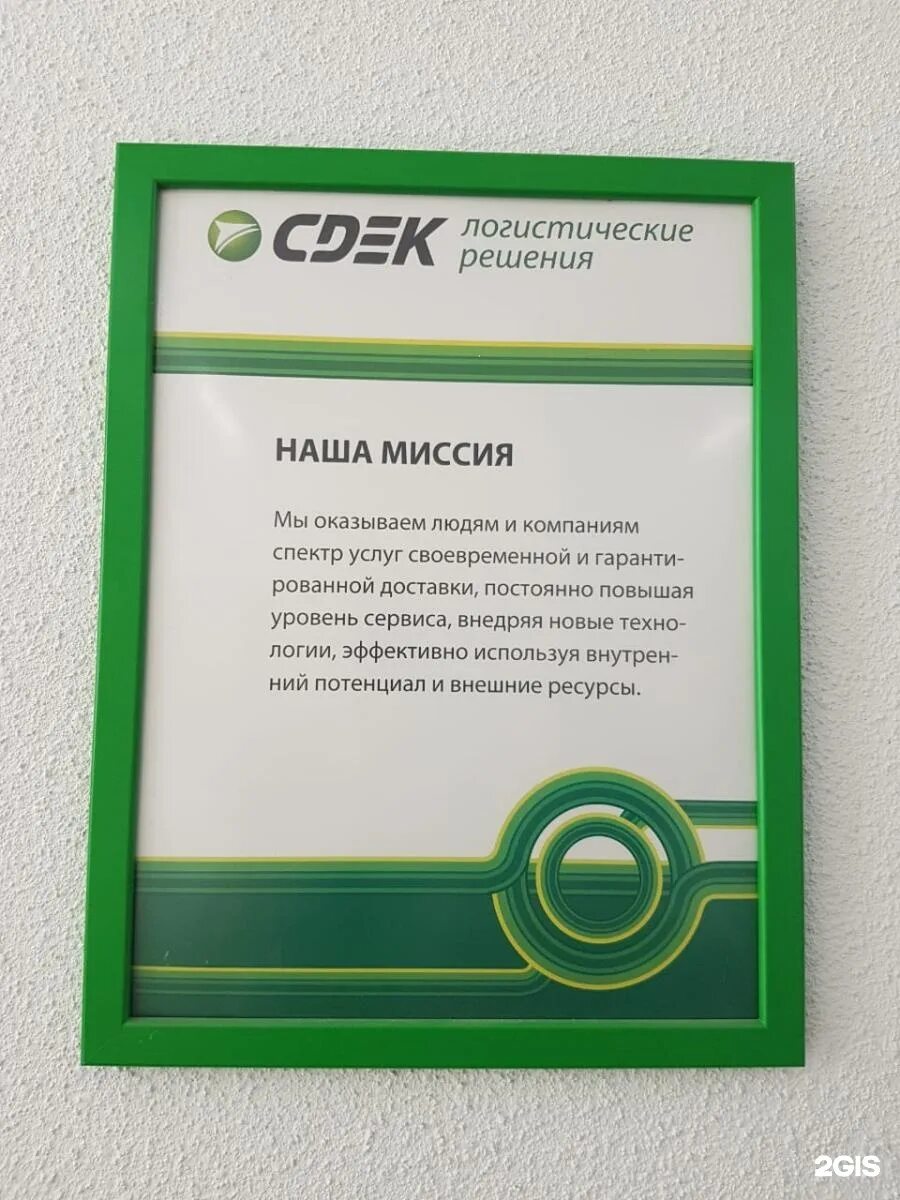 CDEK логистические
решения
НАША МИССИЯ
Мы оказываем людям и компаниям
спектр услуг своевременной и гаранти-
рованной доставки, постоянно повышая
уровень сервиса, внедряя новые техно-
логии, эффективно используя внутрен-
ний потенциал и внешние ресурсы.
2GIS